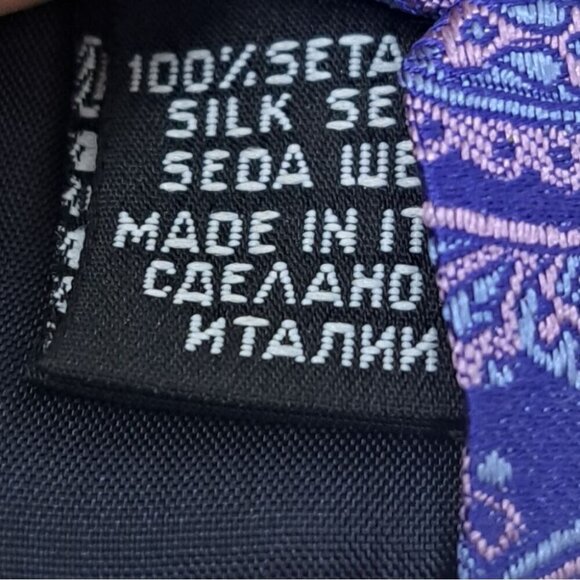 100% SETA
SILK SE
SEDA ШЕ
MADE IN IT
СДЕЛАНО
ИТАЛИИ